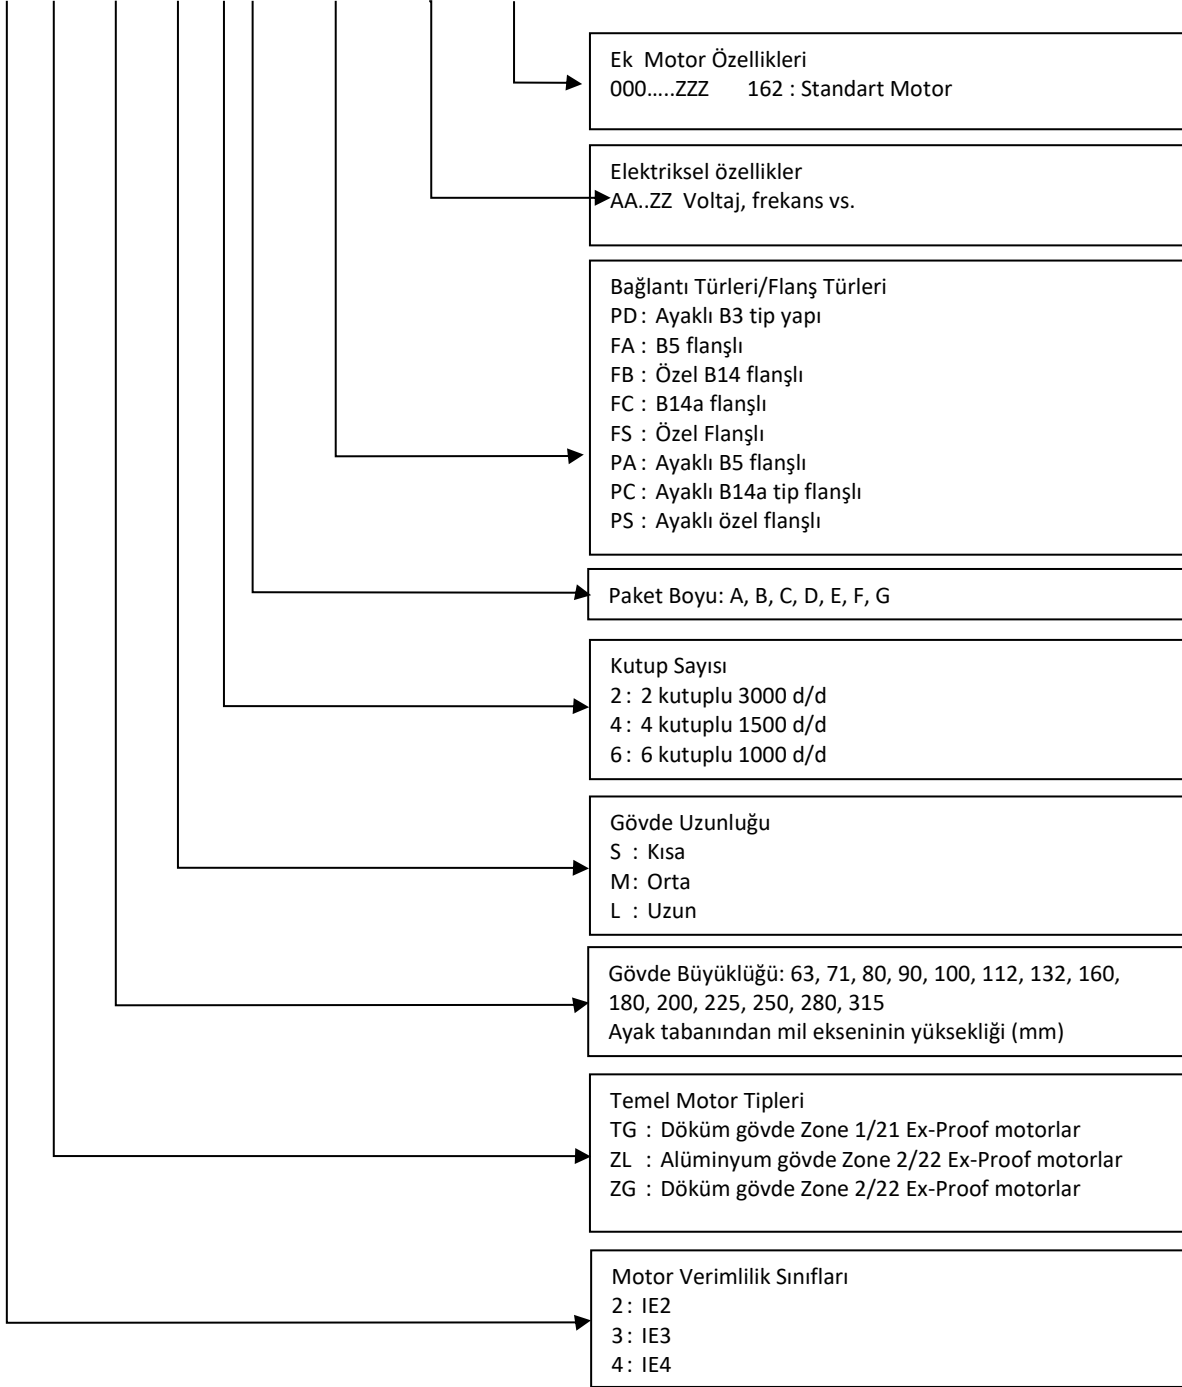 Ek  Motor Özellikleri
000…..ZZZ     162 : Standart Motor
Elektriksel özellikler
AA..ZZ  Voltaj, frekans vs.
Bağlantı Türleri/Flanş Türleri
PD : Ayaklı B3 tip yapı
FA : B5 flanşlı
FB : Özel B14 flanşlı
FC : B14a flanşlı
FS : Özel Flanşlı
PA : Ayaklı B5 flanşlı
PC : Ayaklı B14a tip flanşlı
PS : Ayaklı özel flanşlı
Paket Boyu: A, B, C, D, E, F, G
Kutup Sayısı
2 : 2 kutuplu 3000 d/d
4 : 4 kutuplu 1500 d/d
6 : 6 kutuplu 1000 d/d
Gövde Uzunluğu
S : Kısa
M : Orta
L : Uzun
Gövde Büyüklüğü: 63, 71, 80, 90, 100, 112, 132, 160,
180, 200, 225, 250, 280, 315
Ayak tabanından mil ekseninin yüksekliği (mm)
Temel Motor Tipleri
TG : Döküm gövde Zone 1/21 Ex-Proof motorlar
ZL : Alüminyum gövde Zone 2/22 Ex-Proof motorlar
ZG : Döküm gövde Zone 2/22 Ex-Proof motorlar
Motor Verimlilik Sınıfları
2 : IE2
3 : IE3
4 : IE4